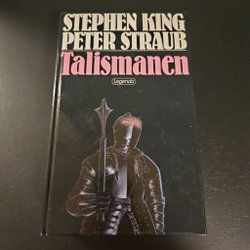 STEPHEN KING
PETER STRAUB
Talismanen
Legenda